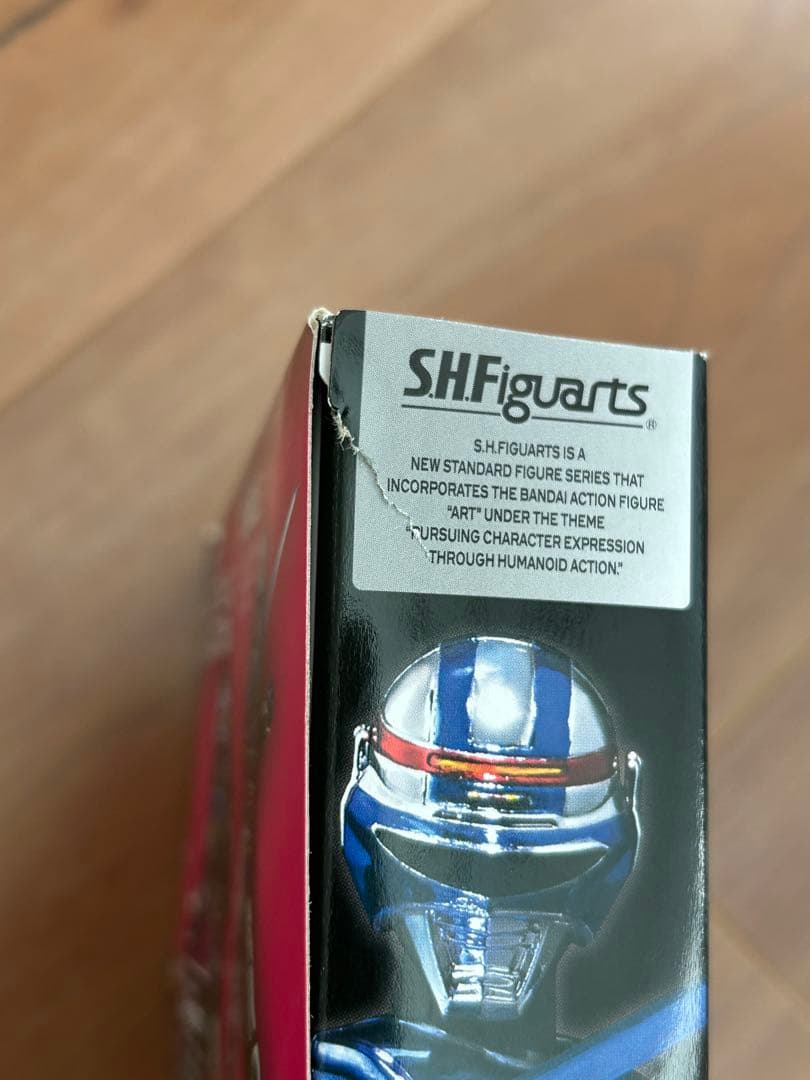 S.H.Figuarts®
S.H.FIGUARTS IS A
NEW STANDARD FIGURE SERIES THAT
INCORPORATES THE BANDAI ACTION FIGURE
"ART" UNDER THE THEME
"PURSUING CHARACTER EXPRESSION
THROUGH HUMANOID ACTION."